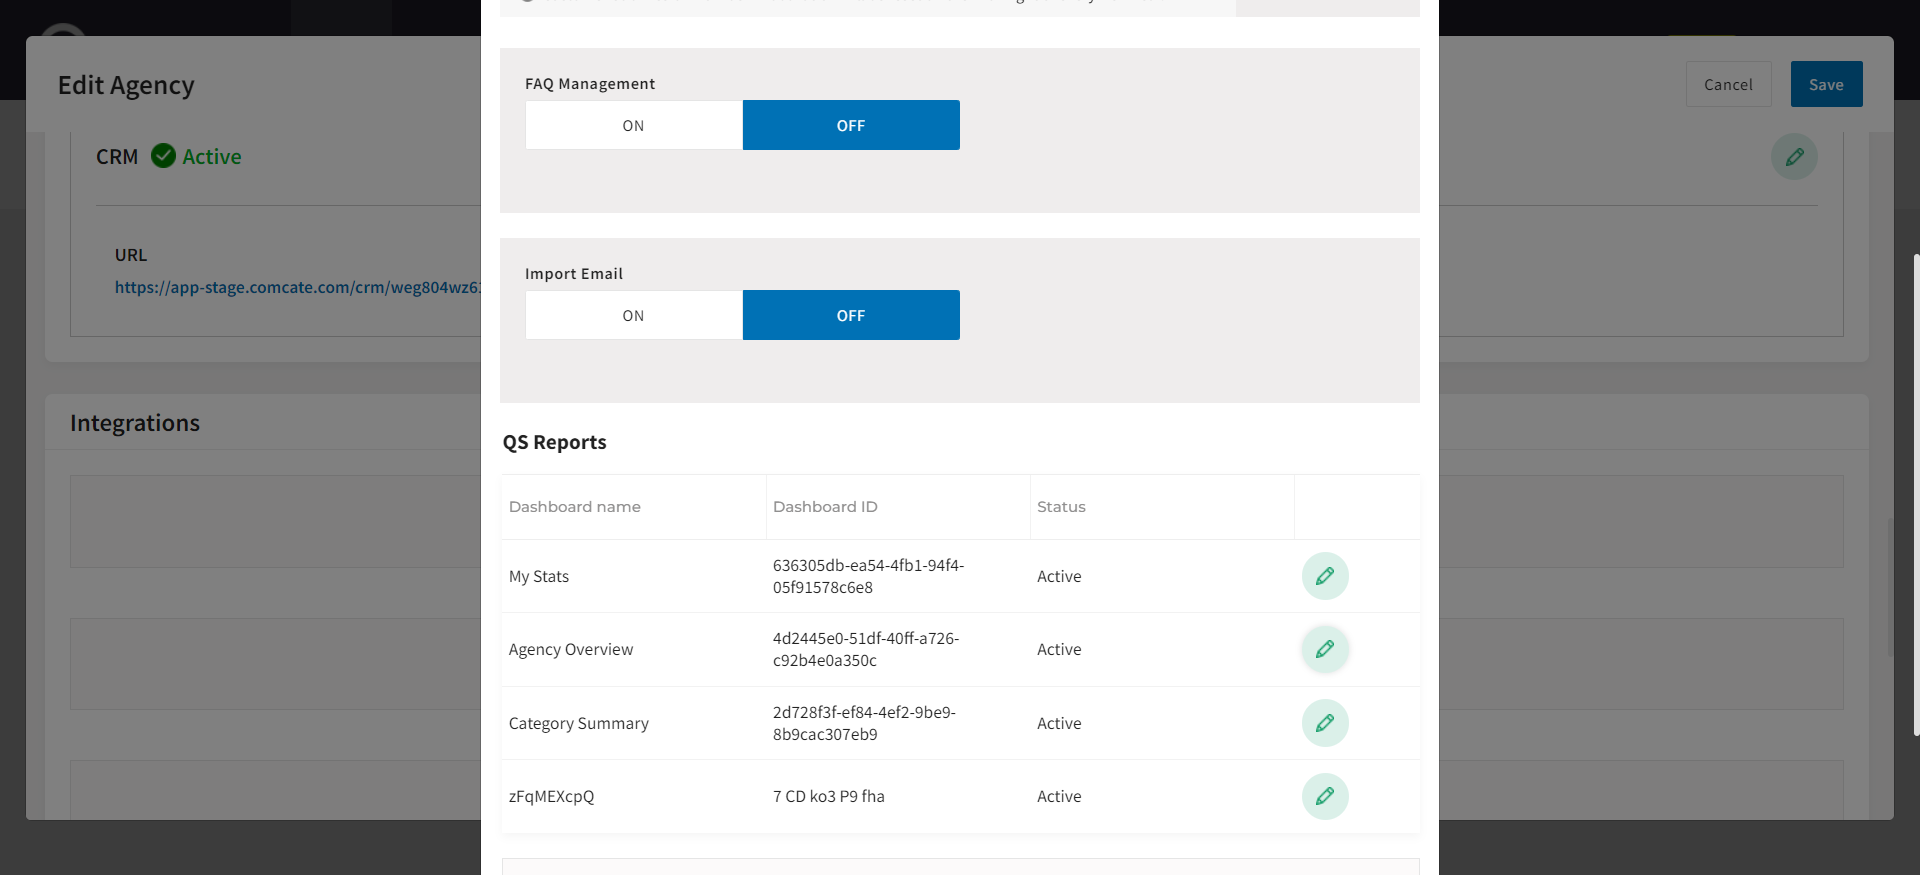 Edit Agency
Cancel
Save
CRM
Active
URL
https://app-stage.comcate.com/crm/weg804wz6
Integrations
FAQ Management
ON
OFF
Import Email
ON
OFF
QS Reports
Dashboard name
Dashboard ID
Status
My Stats
636305db-ea54-4fb1-94f4-
05f91578c6e8
Active
Agency Overview
4d2445e0-51df-40ff-a726-
c92b4e0a350c
Active
Category Summary
2d728f3f-ef84-4ef2-9be9-
8b9cac307eb9
Active
zFqMEXcpQ
7 CD ko3 P9 fha
Active